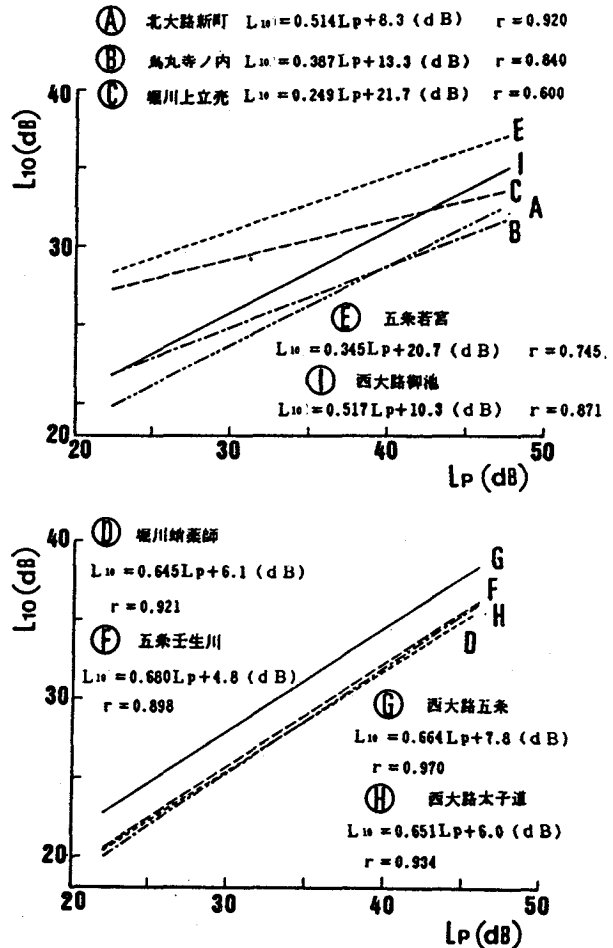 Ⓐ 北大路新町 L₁₀=0.514Lp+8.3 (dB) r=0.920
Ⓑ 烏丸寺ノ内 L₁₀=0.387Lp+13.3 (dB) r=0.840
Ⓒ 堀川上立売 L₁₀=0.249Lp+21.7 (dB) r=0.600
L₁₀(dB)
40
30
20
E
I
C
A
B
Ⓔ 五条若宮
L₁₀=0.345Lp+20.7 (dB) r=0.745
Ⓘ 西大路御池
L₁₀=0.517Lp+10.3 (dB) r=0.871
20 30 40 50
Lp (dB)
L₁₀(dB)
40
30
20
Ⓓ 堀川蛸薬師
L₁₀=0.645Lp+6.1 (dB)
r=0.921
Ⓕ 五条壬生川
L₁₀=0.680Lp+4.8 (dB)
r=0.898
G
F
H
D
Ⓖ 西大路五条
L₁₀=0.664Lp+7.8 (dB)
r=0.970
Ⓗ 西大路太子道
L₁₀=0.651Lp+6.0 (dB)
r=0.934
20 30 40 50
Lp (dB)